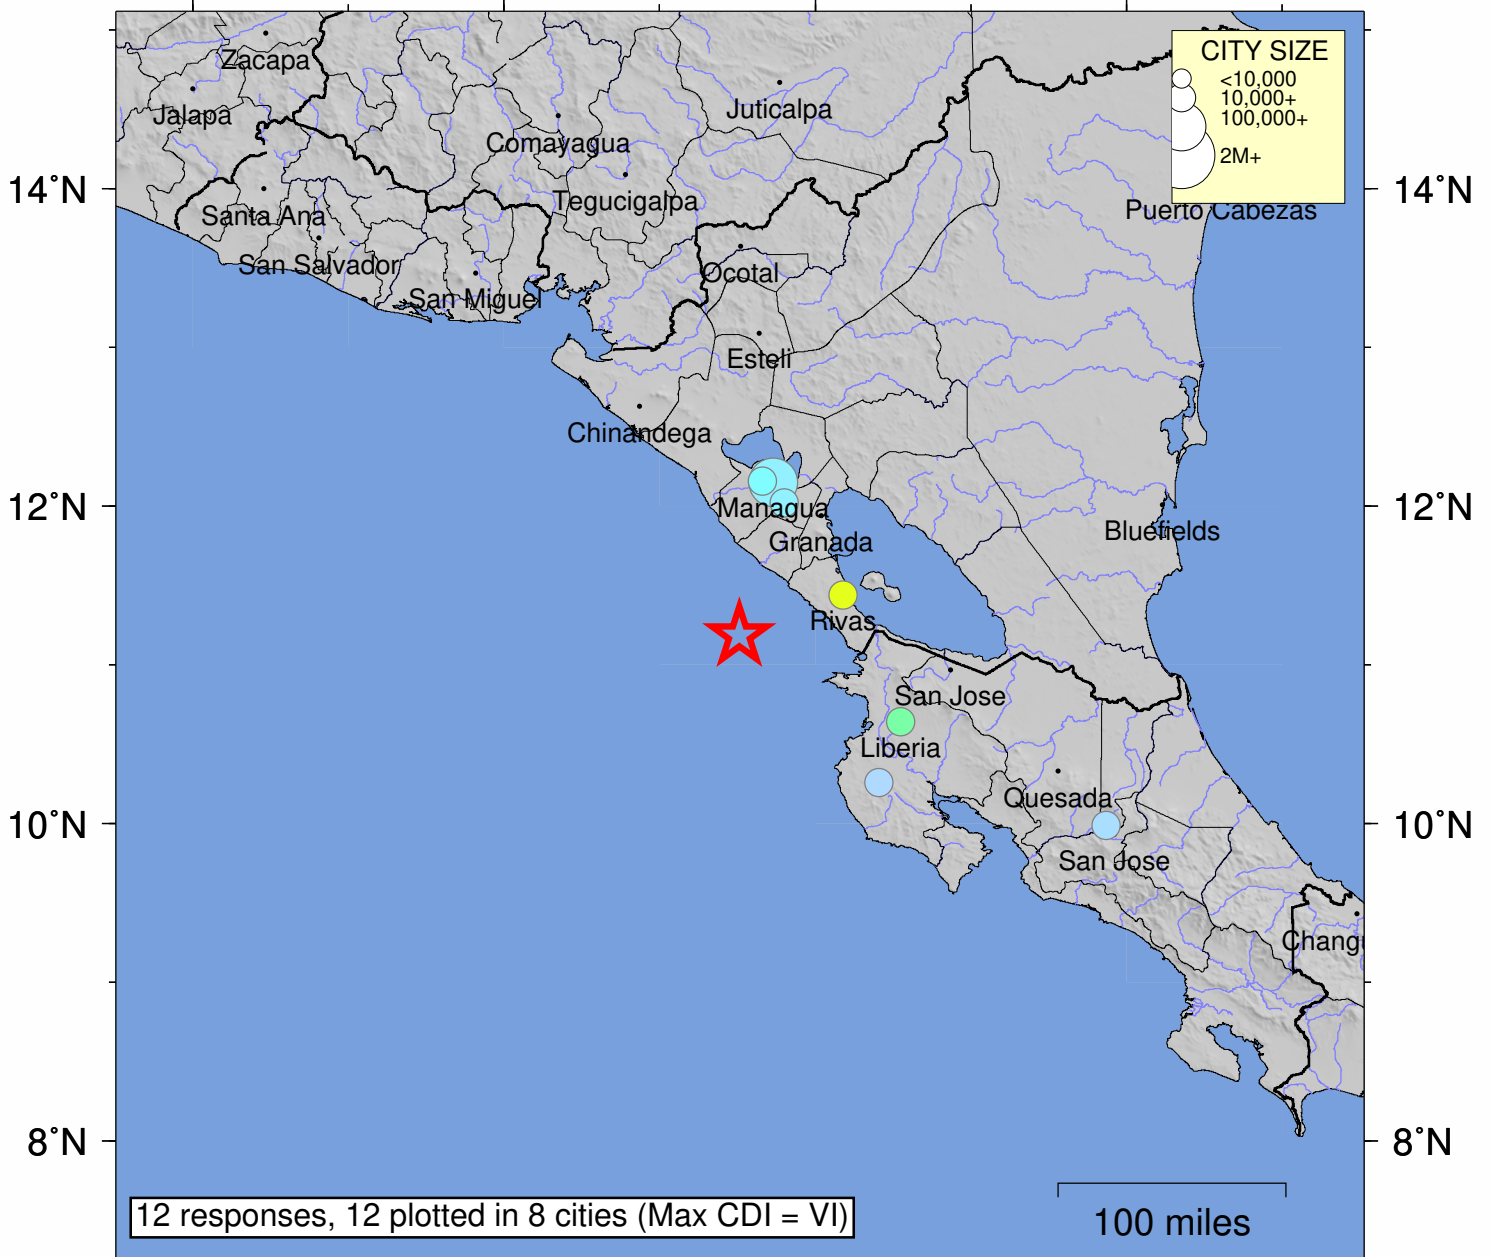 CITY SIZE
<10,000
10,000+
100,000+
2M+
Zacapa
Jalapa
Juticalpa
Comayagua
14°N
14°N
Tegucigalpa
Santa Ana
Puerto Cabezas
San Salvador
Ocotal
San Miguel
Esteli
Chinandega
12°N
12°N
Managua
Bluefields
Granada
Rivas
San Jose
Liberia
Quesada
10°N
10°N
San Jose
Changu
8°N
8°N
12 responses, 12 plotted in 8 cities (Max CDI = VI)
100 miles